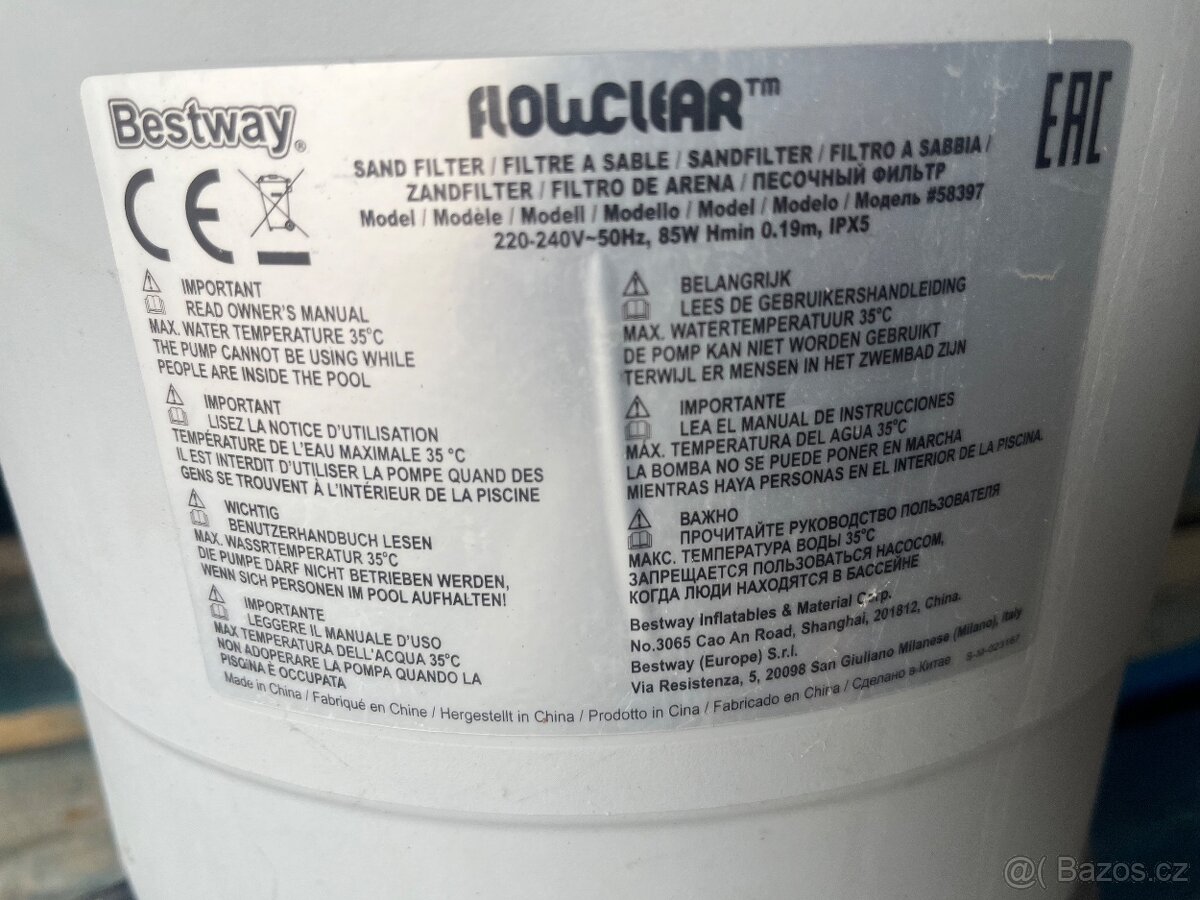 Bestway®
FLOWCLEAR™
EAC
CE
SAND FILTER / FILTRE A SABLE / SANDFILTER / FILTRO A SABBIA /
ZANDFILTER / FILTRO DE ARENA / ПЕСОЧНЫЙ ФИЛЬТР
Model / Modèle / Modell / Modello / Model / Modelo / Модель #58397
220-240V~50Hz, 85W Hmin 0.19m, IPX5
IMPORTANT
READ OWNER'S MANUAL
MAX. WATER TEMPERATURE 35°C
THE PUMP CANNOT BE USING WHILE
PEOPLE ARE INSIDE THE POOL
IMPORTANT
LISEZ LA NOTICE D'UTILISATION
TEMPÉRATURE DE L'EAU MAXIMALE 35 °C
IL EST INTERDIT D'UTILISER LA POMPE QUAND DES
GENS SE TROUVENT À L'INTÉRIEUR DE LA PISCINE
WICHTIG
BENUTZERHANDBUCH LESEN
MAX. WASSRTEMPERATUR 35°C
DIE PUMPE DARF NICHT BETRIEBEN WERDEN,
WENN SICH PERSONEN IM POOL AUFHALTEN!
IMPORTANTE
LEGGERE IL MANUALE D'USO
MAX TEMPERATURA DELL'ACQUA 35°C
NON ADOPERARE LA POMPA QUANDO LA
PISCINA È OCCUPATA
BELANGRIJK
LEES DE GEBRUIKERSHANDLEIDING
MAX. WATERTEMPERATUUR 35°C
DE POMP KAN NIET WORDEN GEBRUIKT
TERWIJL ER MENSEN IN HET ZWEMBAD ZIJN
IMPORTANTE
LEA EL MANUAL DE INSTRUCCIONES
MÁX. TEMPERATURA DEL AGUA 35°C
LA BOMBA NO SE PUEDE PONER EN MARCHA
MIENTRAS HAYA PERSONAS EN EL INTERIOR DE LA PISCINA.
ВАЖНО
ПРОЧИТАЙТЕ РУКОВОДСТВО ПОЛЬЗОВАТЕЛЯ
МАКС. ТЕМПЕРАТУРА ВОДЫ 35°C
ЗАПРЕЩАЕТСЯ ПОЛЬЗОВАТЬСЯ НАСОСОМ,
КОГДА ЛЮДИ НАХОДЯТСЯ В БАССЕЙНЕ
Bestway Inflatables & Material Corp.
No.3065 Cao An Road, Shanghai, 201812, China.
Bestway (Europe) S.r.l.
Via Resistenza, 5, 20098 San Giuliano Milanese (Milano), Italy
Made in China / Fabriqué en Chine / Hergestellt in China / Prodotto in Cina / Fabricado en China / Сделано в Китае
@( Bazos.cz